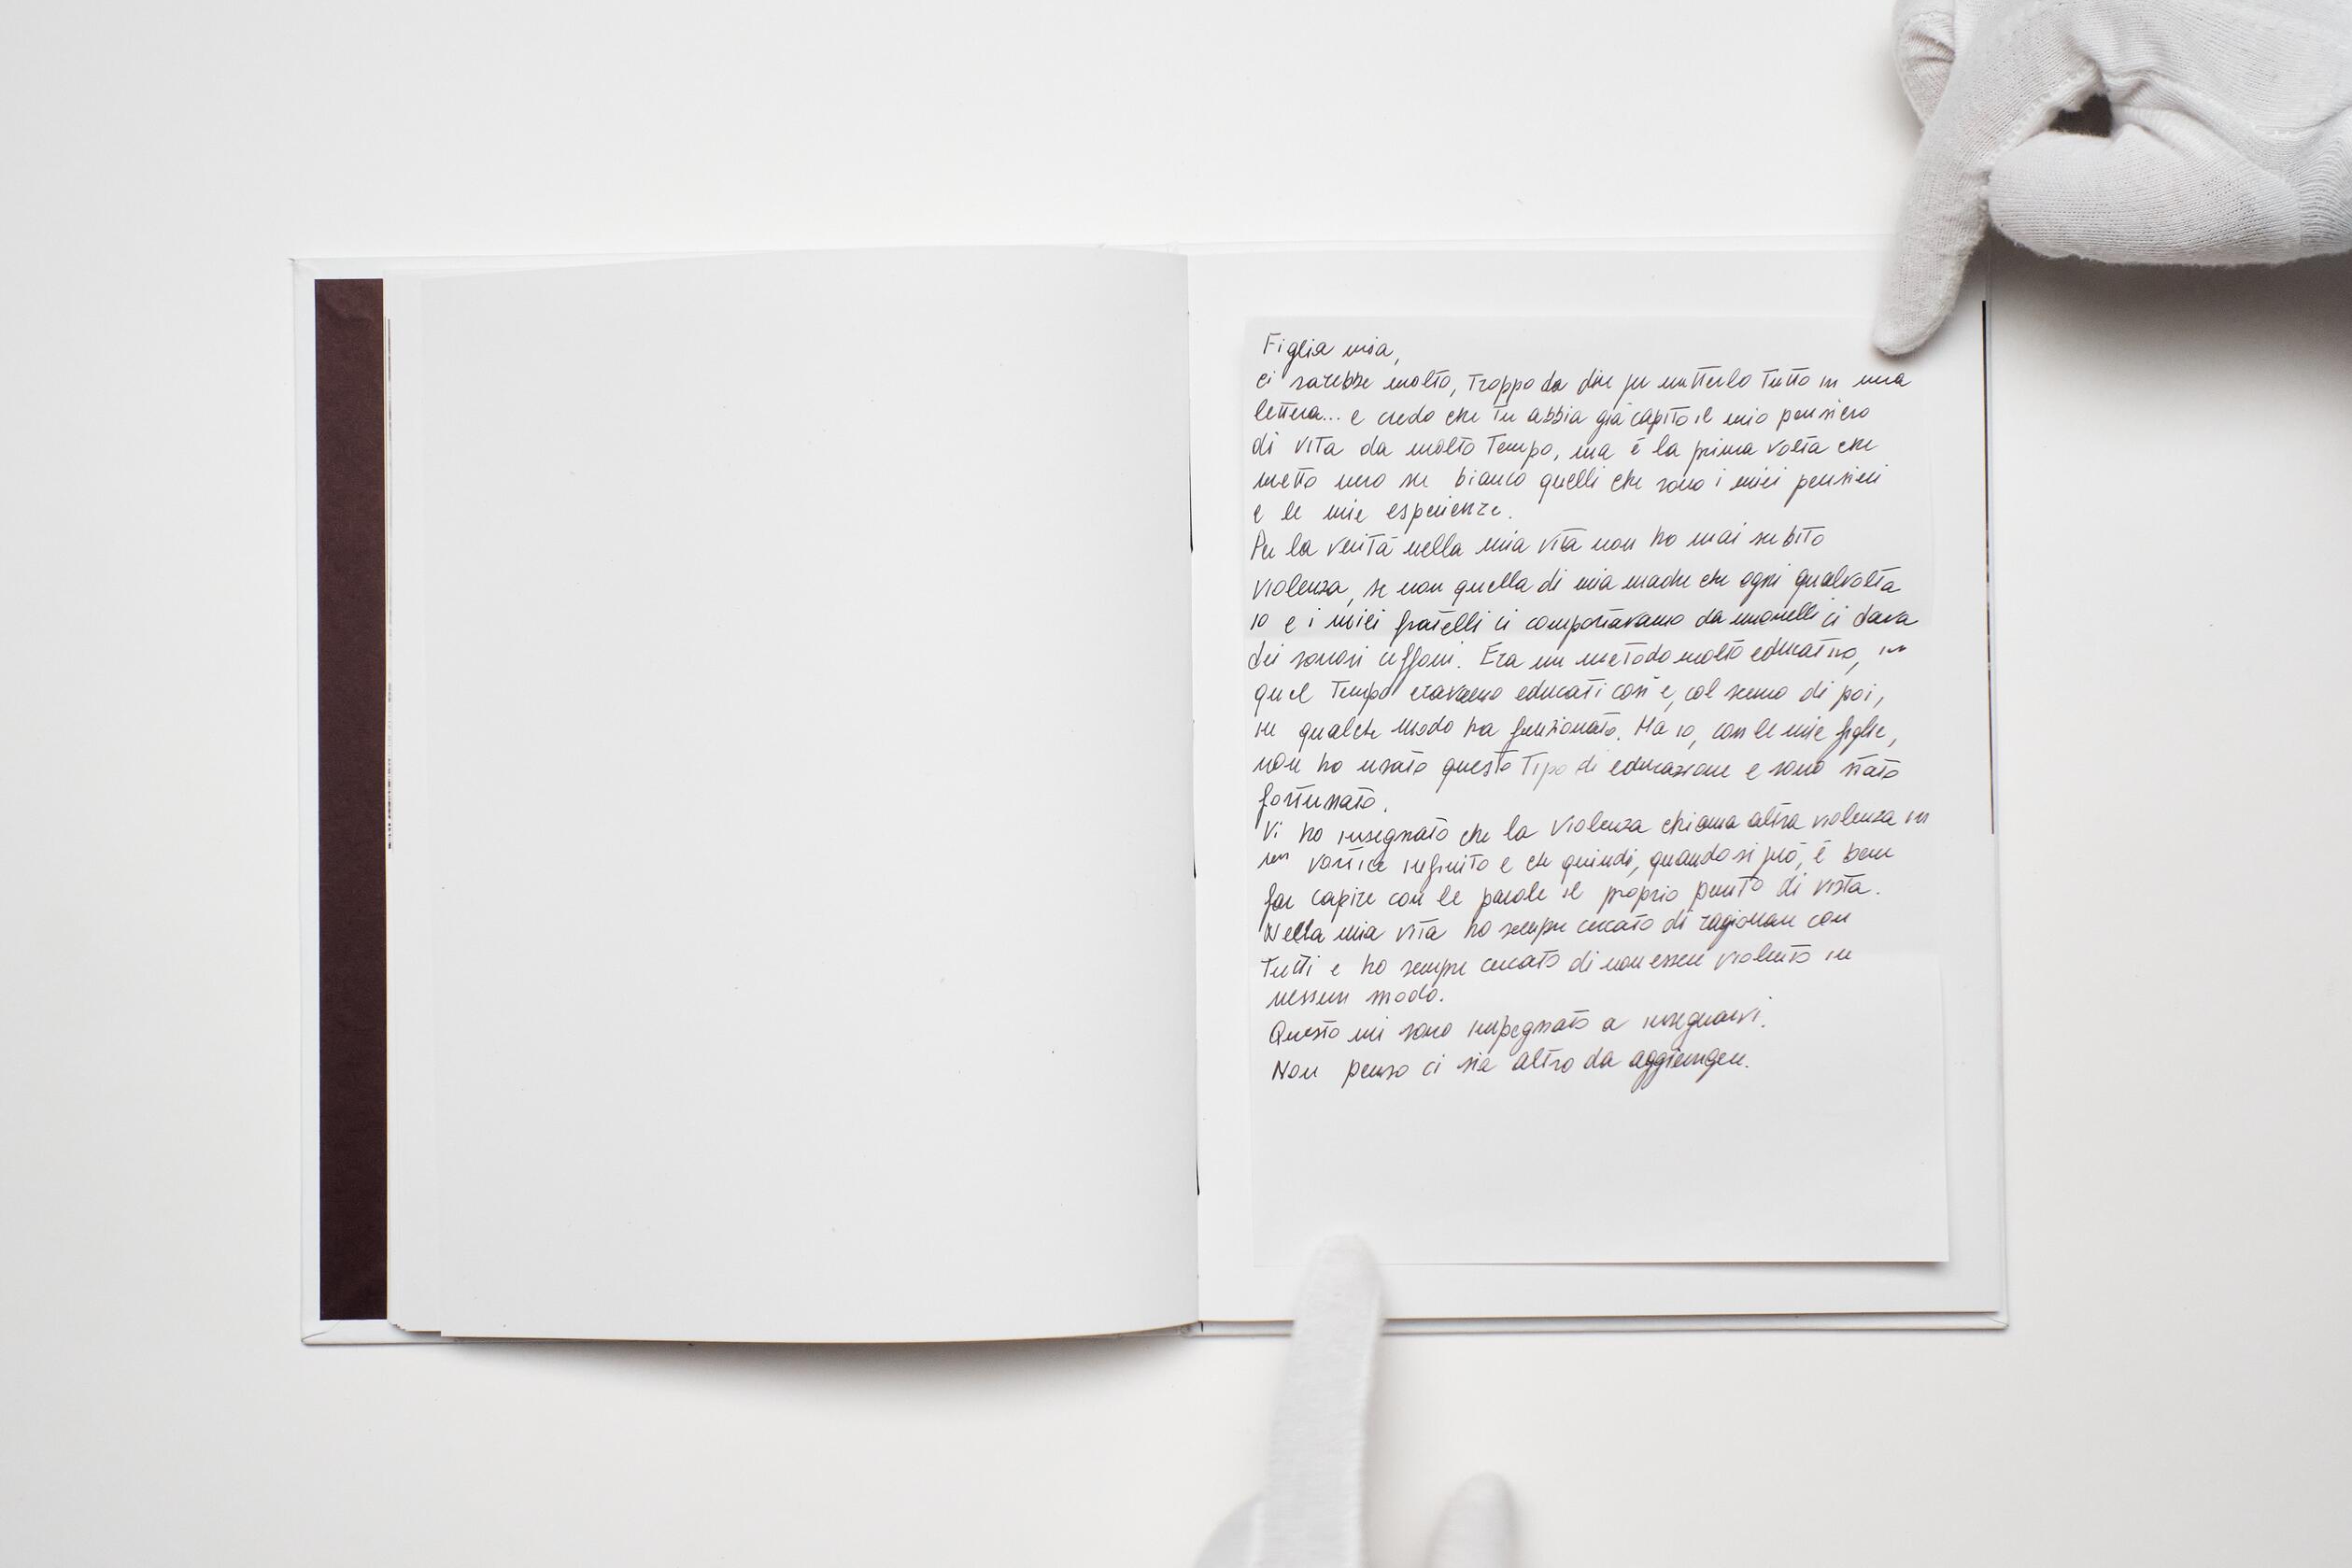 Figlia mia,
ci sarebbe molto, troppo da dire per metterlo tutto in una
lettera... e credo che tu abbia già capito il mio pensiero
di vita da molto tempo, ma è la prima volta che
metto nero su bianco quelli che sono i miei pensieri
e le mie esperienze.
Per la verità nella mia vita non ho mai subito
violenza, se non quella di mia madre che ogni qualvolta
io e i miei fratelli ci comportavamo da monelli ci dava
dei sonori ceffoni. Era un metodo molto educativo, in
quel tempo eravamo educati così e, col senno di poi,
in qualche modo ha funzionato. Ma io, con le mie figlie,
non ho usato questo tipo di educazione e sono stato
fortunato.
Vi ho insegnato che la violenza chiama altra violenza in
un vortice infinito e che quindi, quando si può, è bene
far capire con le parole il proprio punto di vista.
Nella mia vita ho sempre cercato di ragionare con
tutti e ho sempre cercato di non essere violento in
nessun modo.
Questo mi sono impegnato a insegnarvi.
Non penso ci sia altro da aggiungere.